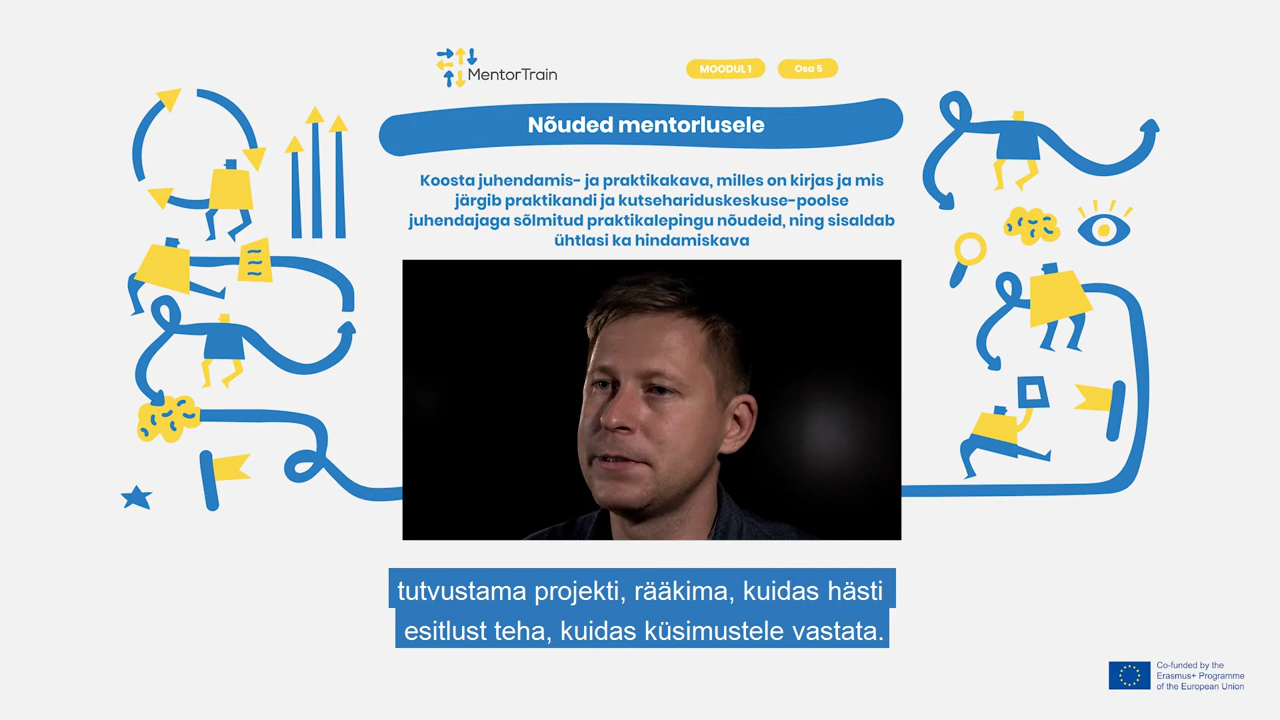 MentorTrain
MOODUL 1
Osa 5
Nõuded mentorlusele
Koosta juhendamis- ja praktikakava, milles on kirjas ja mis
järgib praktikandi ja kutsehariduskeskuse-poolse
juhendajaga sõlmitud praktikalepingu nõudeid, ning sisaldab
ühtlasi ka hindamiskava
tutvustama projekti, rääkima, kuidas hästi
esitlust teha, kuidas küsimustele vastata.
Co-funded by the
Erasmus+ Programme
of the European Union